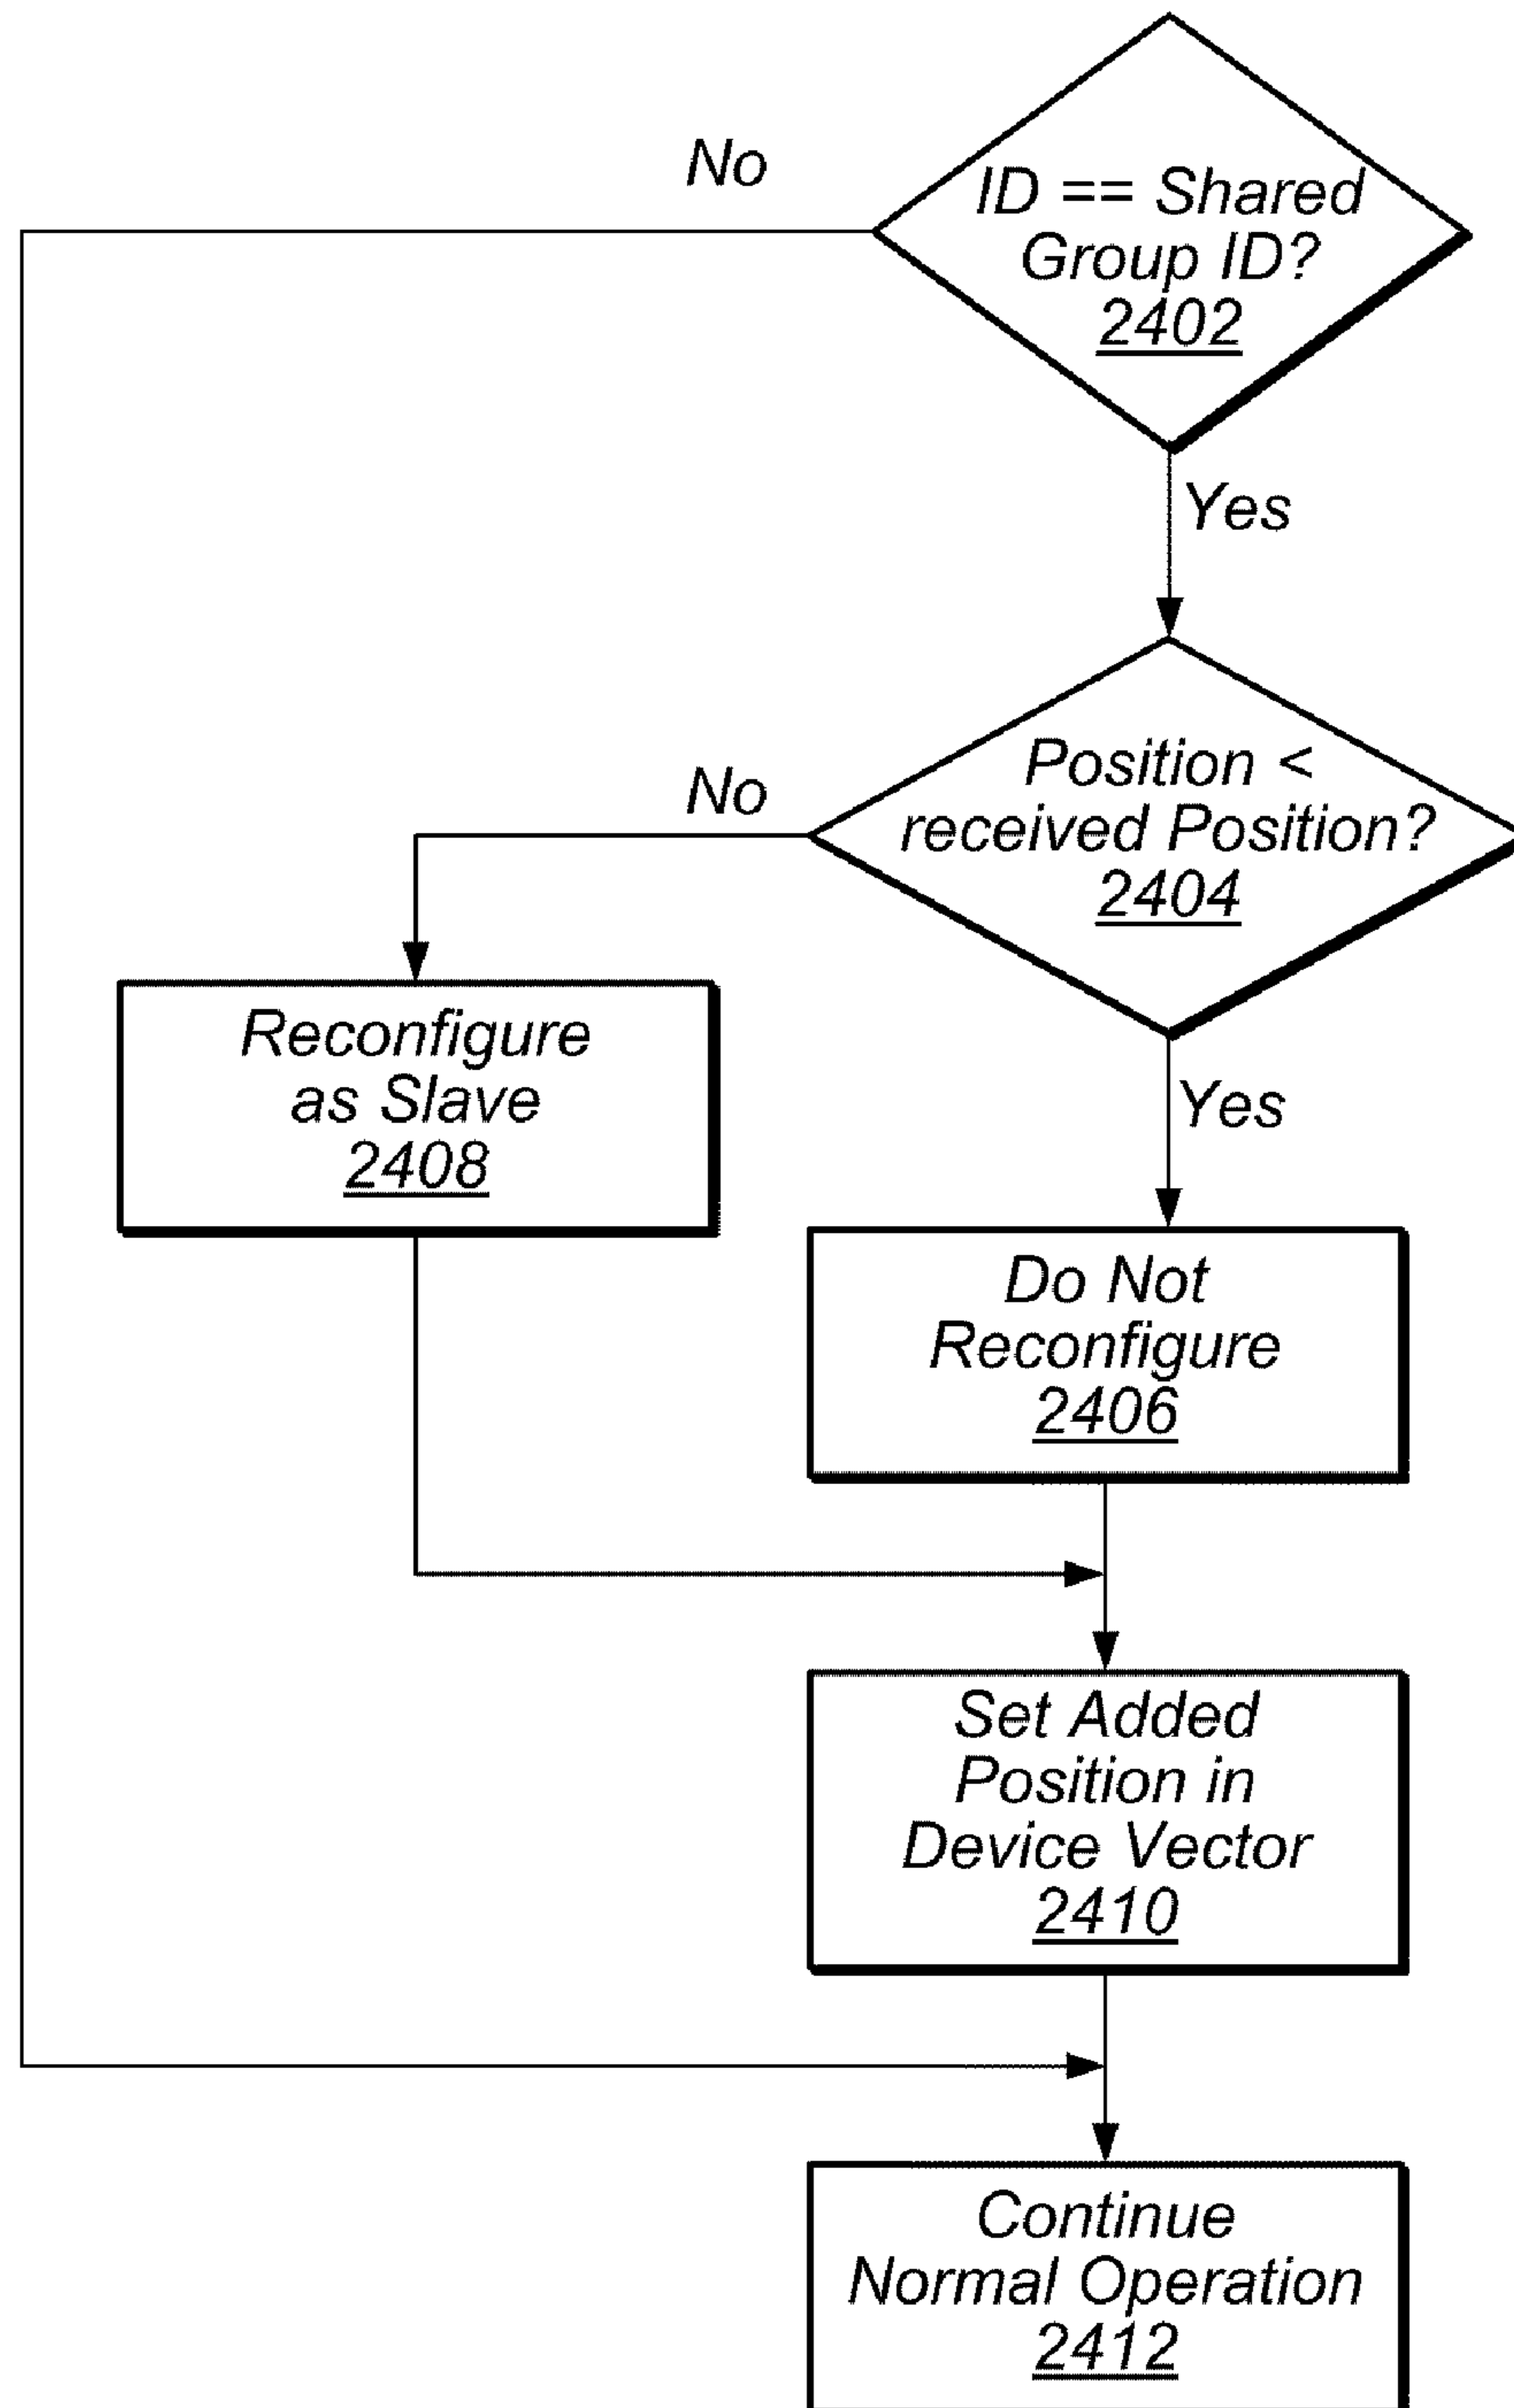 No
ID == Shared
Group ID?
2402
Yes
No
Position <
received Position?
2404
Reconfigure
as Slave
2408
Yes
Do Not
Reconfigure
2406
Set Added
Position in
Device Vector
2410
Continue
Normal Operation
2412